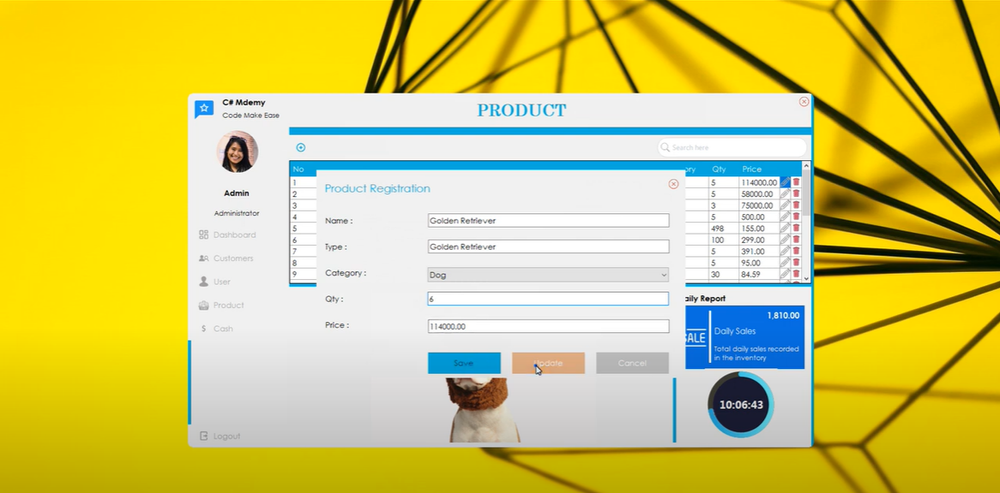 C# Mdemy
Code Make Ease
PRODUCT
Search here
Admin
Administrator
Dashboard
Customers
User
Product
Cash
Logout
No Qty Price
1 5 114000.00
2 5 58000.00
3 3 75000.00
4 5 500.00
5 498 155.00
6 100 299.00
7 5 391.00
8 5 95.00
9 30 84.59
Product Registration
Name : Golden Retriever
Type : Golden Retriever
Category : Dog
Qty : 6
Price : 114000.00
Save Update Cancel
aily Report
1,810.00
SALE
Daily Sales
Total daily sales recorded
in the inventory
10:06:43